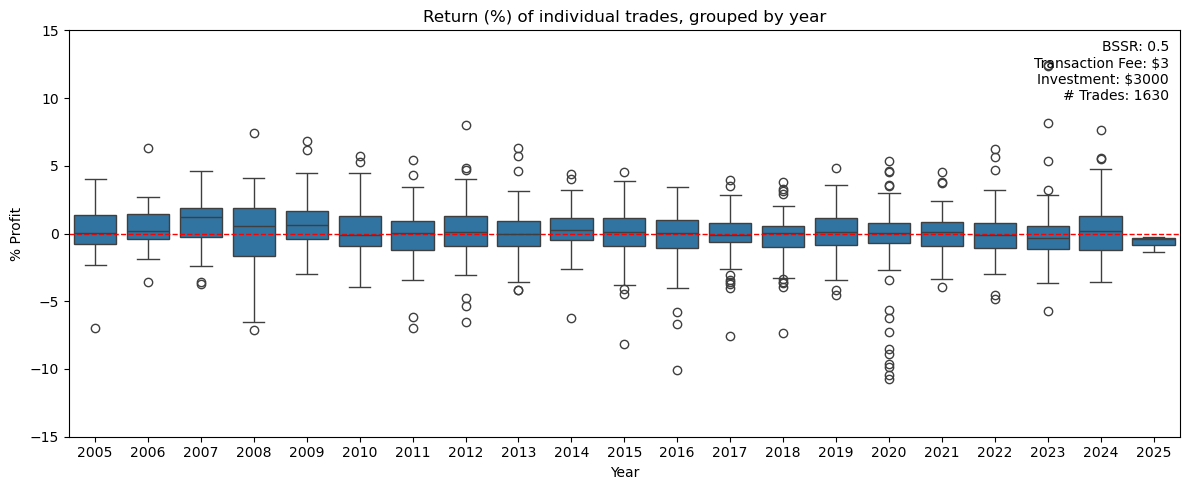 Return (%) of individual trades, grouped by year
BSSR: 0.5
Transaction Fee: $3
Investment: $3000
# Trades: 1630
% Profit
15
10
5
0
−5
−10
−15
2005 2006 2007 2008 2009 2010 2011 2012 2013 2014 2015 2016 2017 2018 2019 2020 2021 2022 2023 2024 2025
Year